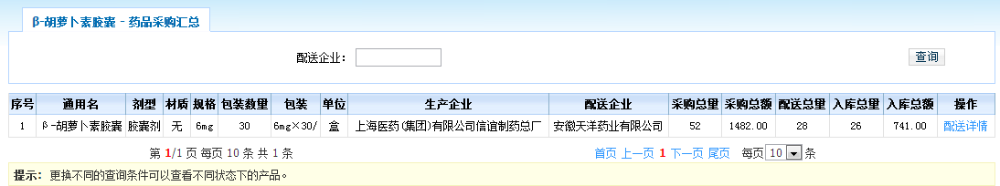 β-胡萝卜素胶囊 - 药品采购汇总
配送企业： 查询
序号 通用名 剂型 材质 规格 包装数量 包装 单位 生产企业 配送企业 采购总量 采购总额 配送总量 入库总量 入库总额 操作
1 β-胡萝卜素胶囊 胶囊剂 无 6mg 30 6mg×30/ 盒 上海医药(集团)有限公司信谊制药总厂 安徽天洋药业有限公司 52 1482.00 28 26 741.00 配送详情
第 1/1 页 每页 10 条 共 1 条 首页 上一页 1 下一页 尾页 每页 10 条
提示：更换不同的查询条件可以查看不同状态下的产品。